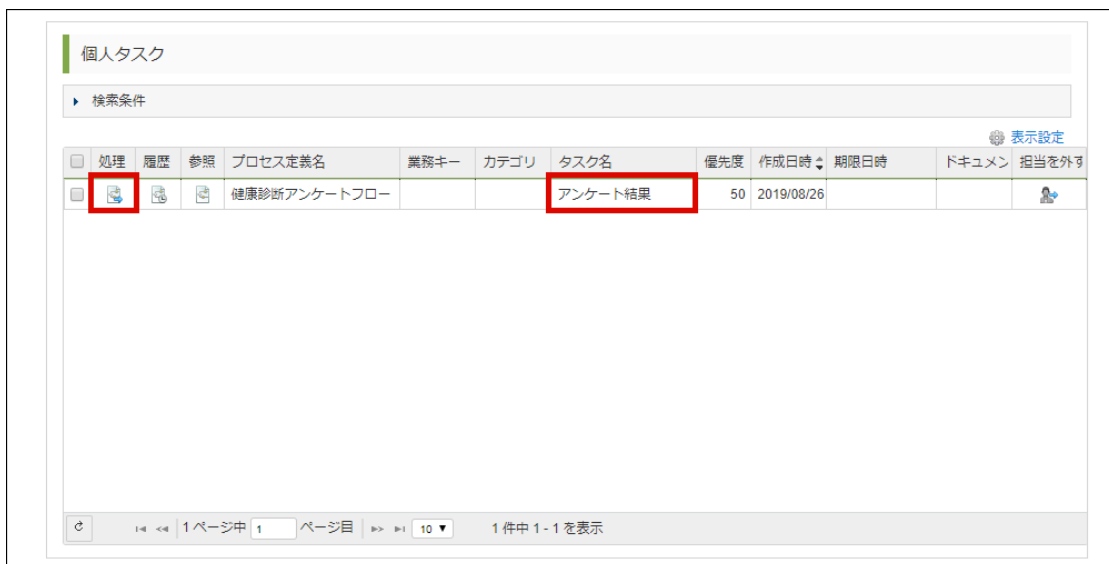 個人タスク
検索条件
表示設定
処理 履歴 参照 プロセス定義名 業務キー カテゴリ タスク名 優先度 作成日時 期限日時 ドキュメン 担当を外す
健康診断アンケートフロー アンケート結果 50 2019/08/26
1 ページ中 1 ページ目 10 1 件中 1 - 1 を表示